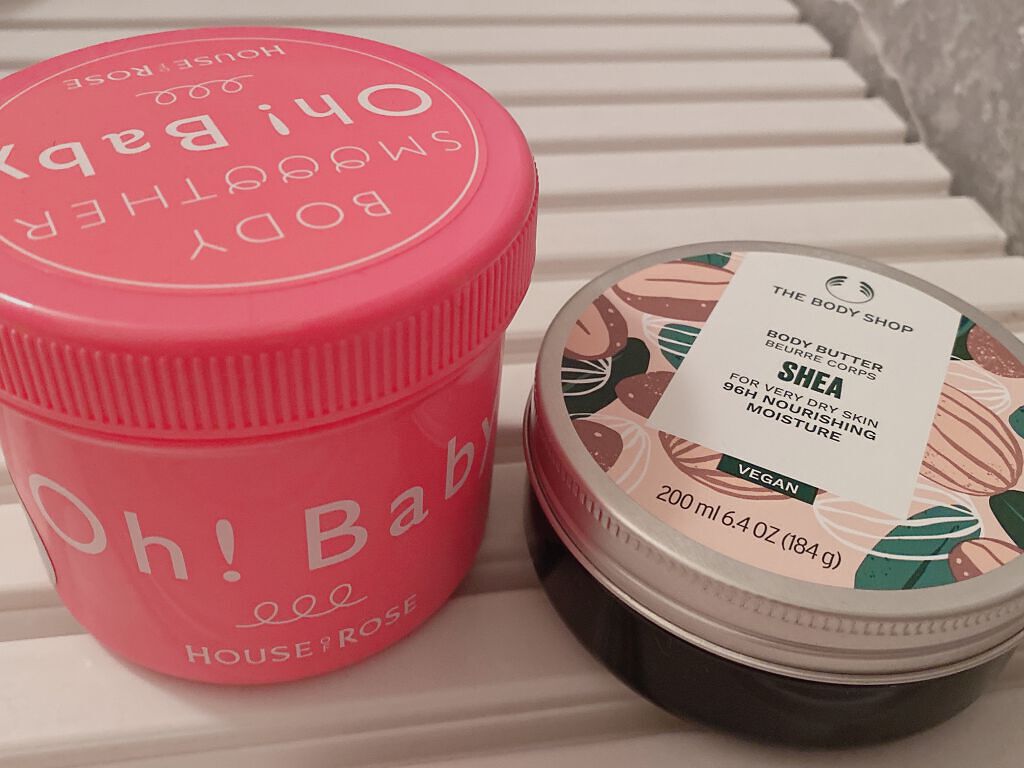 HOUSE OF ROSE
Oh! Baby
SMOOOTHER
BODY
Oh! Baby
HOUSE OF ROSE
THE BODY SHOP
BODY BUTTER
BEURRE CORPS
SHEA
FOR VERY DRY SKIN
96H NOURISHING
MOISTURE
VEGAN
200 ml 6.4 OZ (184 g)